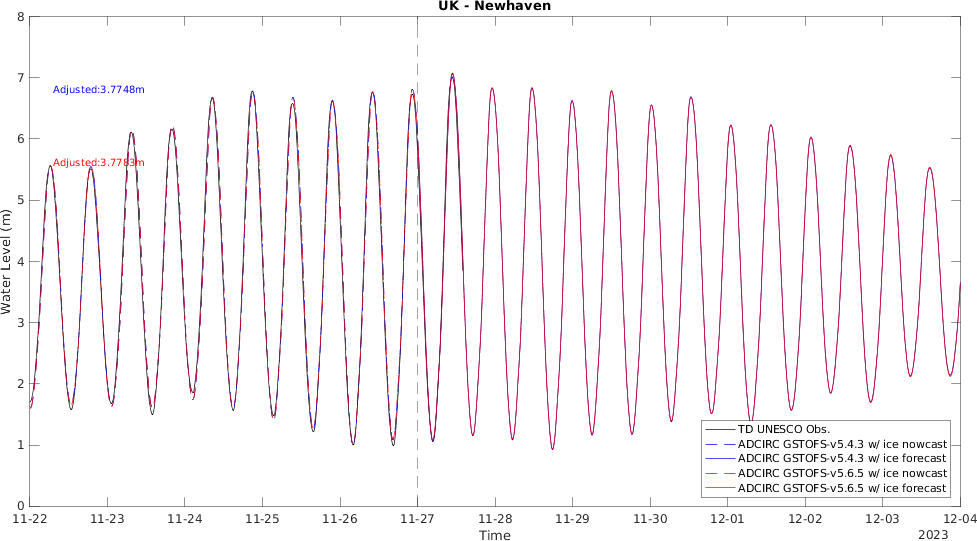 UK - Newhaven
8
7
6
5
4
3
2
1
0
Water Level (m)
Adjusted:3.7748m
Adjusted:3.7783m
TD UNESCO Obs.
ADCIRC GSTOFS-v5.4.3 w/ ice nowcast
ADCIRC GSTOFS-v5.4.3 w/ ice forecast
ADCIRC GSTOFS-v5.6.5 w/ ice nowcast
ADCIRC GSTOFS-v5.6.5 w/ ice forecast
11-22 11-23 11-24 11-25 11-26 11-27 11-28 11-29 11-30 12-01 12-02 12-03 12-04
Time
2023